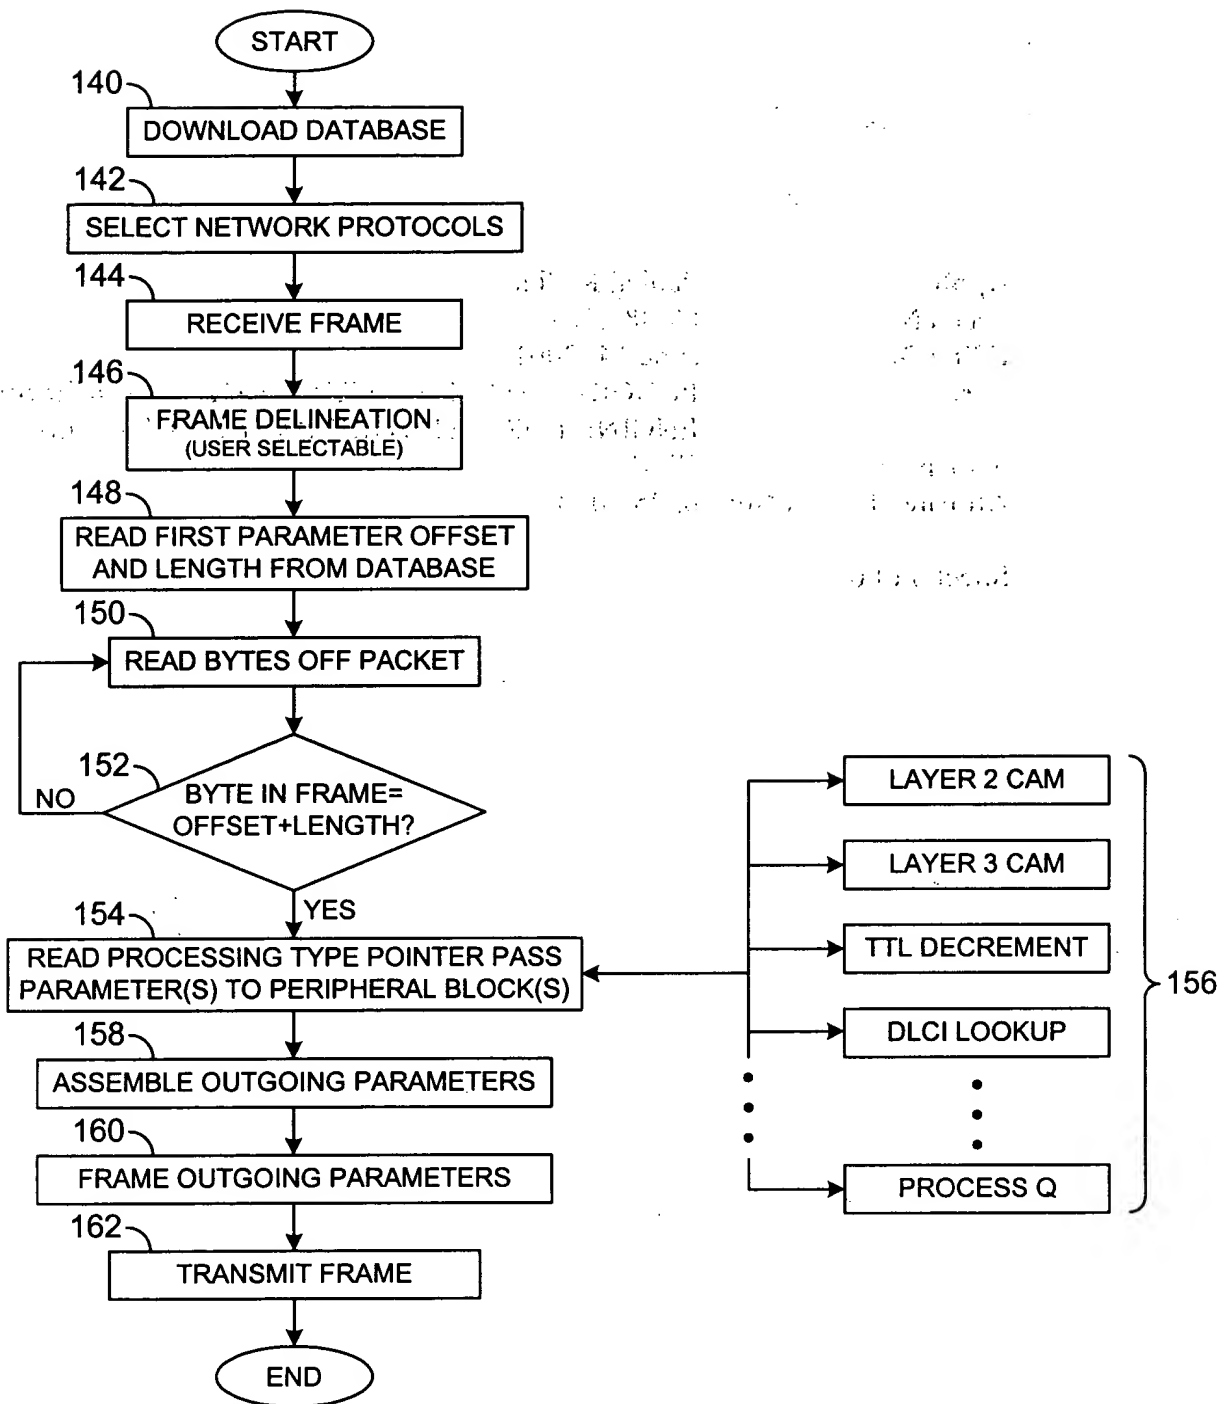 START
140
DOWNLOAD DATABASE
142
SELECT NETWORK PROTOCOLS
144
RECEIVE FRAME
146
FRAME DELINEATION
(USER SELECTABLE)
148
READ FIRST PARAMETER OFFSET
AND LENGTH FROM DATABASE
150
READ BYTES OFF PACKET
152
BYTE IN FRAME=
OFFSET+LENGTH?
NO
YES
154
READ PROCESSING TYPE POINTER PASS
PARAMETER(S) TO PERIPHERAL BLOCK(S)
LAYER 2 CAM
LAYER 3 CAM
TTL DECREMENT
DLCI LOOKUP
PROCESS Q
156
158
ASSEMBLE OUTGOING PARAMETERS
160
FRAME OUTGOING PARAMETERS
162
TRANSMIT FRAME
END